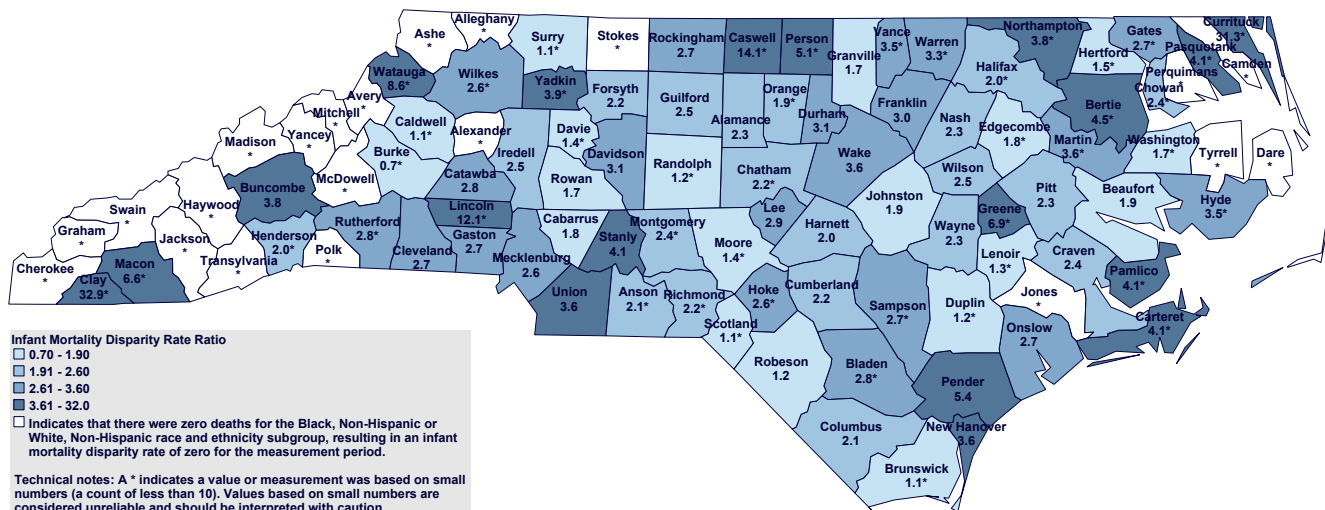 Alleghany
*
Ashe
*
Surry
1.1*
Stokes
*
Rockingham
2.7
Caswell
14.1*
Person
5.1*
Granville
1.7
Vance
3.5*
Warren
3.3*
Northampton
3.8*
Halifax
2.0*
Hertford
1.5*
Gates
2.7*
Currituck
31.3*
Pasquotank
4.1*
Camden
*
Perquimans
*
Chowan
2.4*
Bertie
4.5*
Watauga
8.6*
Wilkes
2.6*
Yadkin
3.9*
Forsyth
2.2
Guilford
2.5
Alamance
2.3
Orange
1.9*
Durham
3.1
Franklin
3.0
Nash
2.3
Edgecombe
1.8*
Martin
3.6*
Washington
1.7*
Tyrrell
*
Dare
*
Avery
*
Mitchell
*
Yancey
*
Madison
*
Caldwell
1.1*
Alexander
*
Iredell
2.5
Davie
1.4*
Davidson
3.1
Randolph
1.2*
Chatham
2.2*
Wake
3.6
Wilson
2.5
Pitt
2.3
Beaufort
1.9
Hyde
3.5*
Burke
0.7*
McDowell
*
Buncombe
3.8
Haywood
*
Swain
*
Graham
*
Catawba
2.8
Rowan
1.7
Lincoln
12.1*
Cabarrus
1.8
Stanly
4.1
Montgomery
2.4*
Moore
1.4*
Lee
2.9
Harnett
2.0
Johnston
1.9
Wayne
2.3
Greene
6.9*
Lenoir
1.3*
Craven
2.4
Pamlico
4.1*
Rutherford
2.8*
Henderson
2.0*
Polk
*
Cleveland
2.7
Gaston
2.7
Mecklenburg
2.6
Jackson
*
Transylvania
*
Cherokee
*
Clay
32.9*
Macon
6.6*
Union
3.6
Anson
2.1*
Richmond
2.2*
Scotland
1.1*
Hoke
2.6*
Cumberland
2.2
Sampson
2.7*
Duplin
1.2*
Jones
*
Onslow
2.7
Carteret
4.1*
Robeson
1.2
Bladen
2.8*
Pender
5.4
Columbus
2.1
New Hanover
3.6
Brunswick
1.1*
Infant Mortality Disparity Rate Ratio
0.70 - 1.90
1.91 - 2.60
2.61 - 3.60
3.61 - 32.0
Indicates that there were zero deaths for the Black, Non-Hispanic or
White, Non-Hispanic race and ethnicity subgroup, resulting in an infant
mortality disparity rate of zero for the measurement period.
Technical notes: A * indicates a value or measurement was based on small
numbers (a count of less than 10). Values based on small numbers are
considered unreliable and should be interpreted with caution